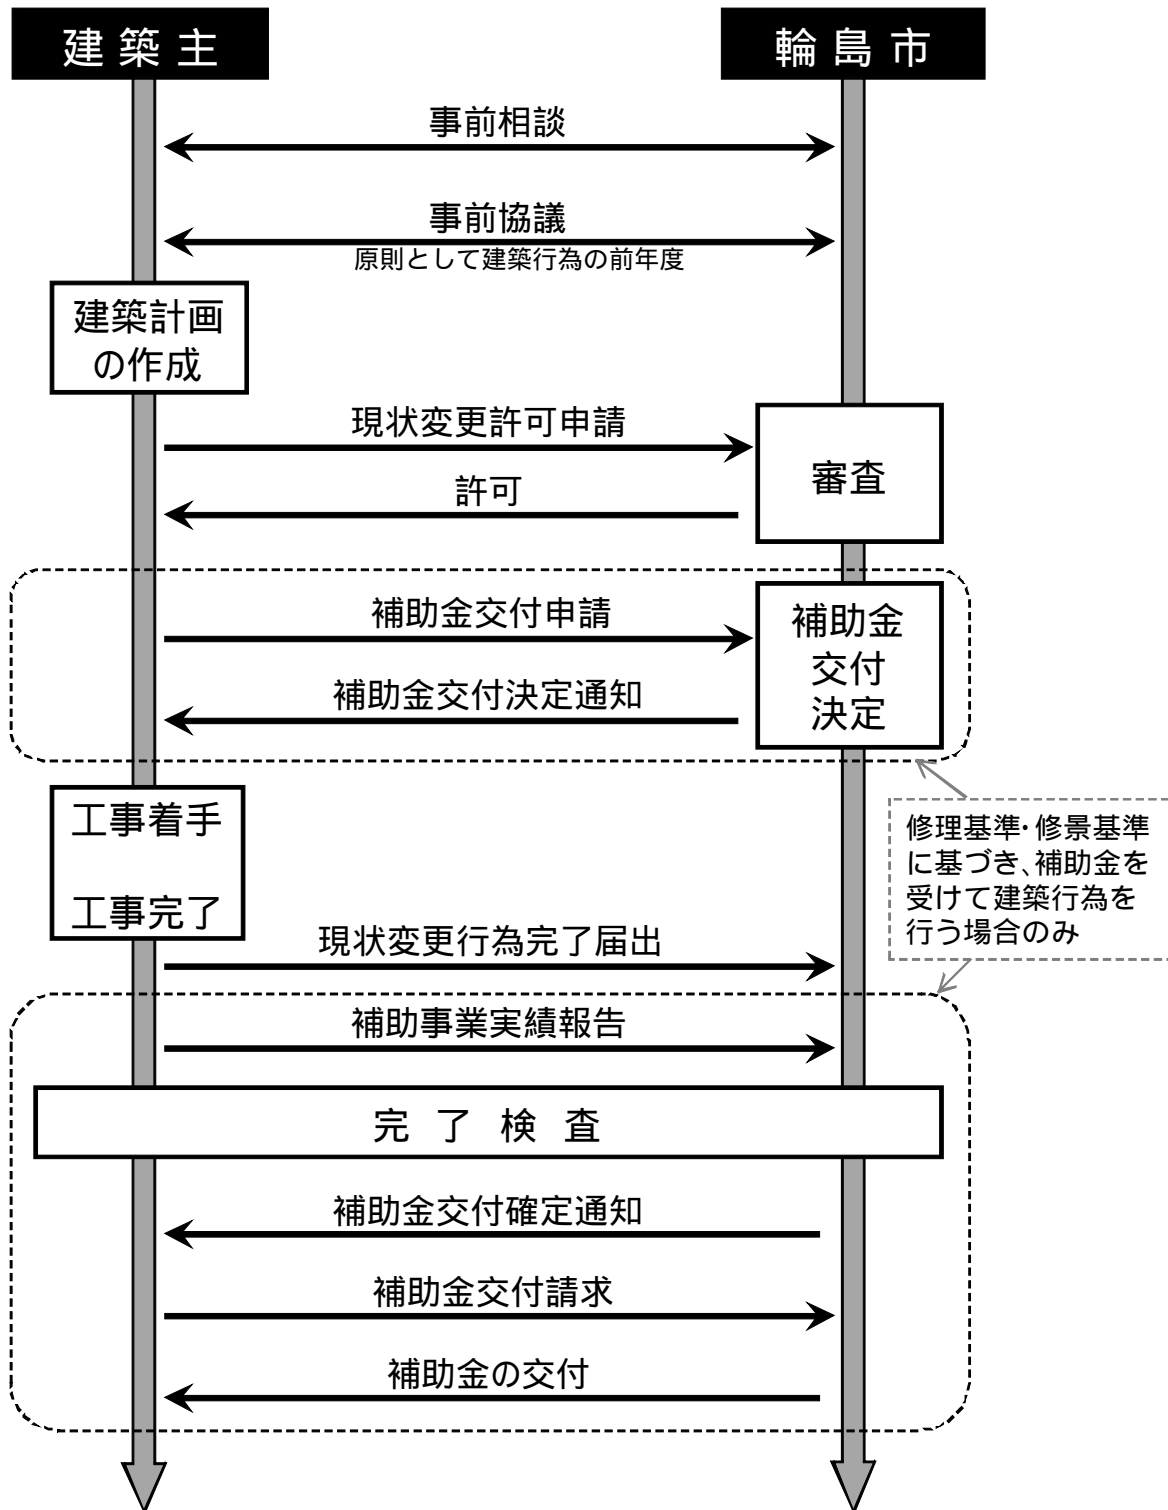 建築主
輪島市
事前相談
事前協議
原則として建築行為の前年度
建築計画
の作成
現状変更許可申請
審査
許可
補助金交付申請
補助金
交付
決定
補助金交付決定通知
工事着手
工事完了
修理基準・修景基準
に基づき、補助金を
受けて建築行為を
行う場合のみ
現状変更行為完了届出
補助事業実績報告
完了検査
補助金交付確定通知
補助金交付請求
補助金の交付